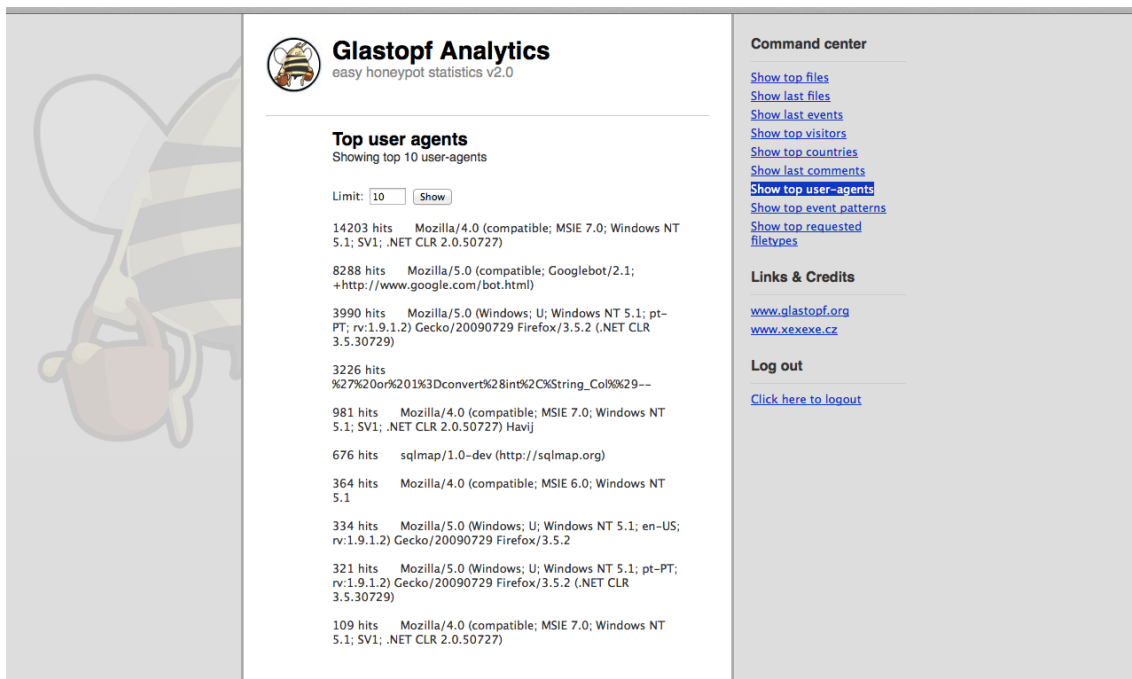 Glastopf Analytics
easy honeypot statistics v2.0
Top user agents
Showing top 10 user-agents
Limit: 10 Show
14203 hits Mozilla/4.0 (compatible; MSIE 7.0; Windows NT
5.1; SV1; .NET CLR 2.0.50727)
8288 hits Mozilla/5.0 (compatible; Googlebot/2.1;
+http://www.google.com/bot.html)
3990 hits Mozilla/5.0 (Windows; U; Windows NT 5.1; pt-
PT; rv:1.9.1.2) Gecko/20090729 Firefox/3.5.2 (.NET CLR
3.5.30729)
3226 hits
%27%20or%201%3Dconvert%28int%2C%String_Col%%29--
981 hits Mozilla/4.0 (compatible; MSIE 7.0; Windows NT
5.1; SV1; .NET CLR 2.0.50727) Havij
676 hits sqlmap/1.0-dev (http://sqlmap.org)
364 hits Mozilla/4.0 (compatible; MSIE 6.0; Windows NT
5.1
334 hits Mozilla/5.0 (Windows; U; Windows NT 5.1; en-US;
rv:1.9.1.2) Gecko/20090729 Firefox/3.5.2
321 hits Mozilla/5.0 (Windows; U; Windows NT 5.1; pt-PT;
rv:1.9.1.2) Gecko/20090729 Firefox/3.5.2 (.NET CLR
3.5.30729)
109 hits Mozilla/4.0 (compatible; MSIE 7.0; Windows NT
5.1; SV1; .NET CLR 2.0.50727)
Command center
Show top files
Show last files
Show last events
Show top visitors
Show top countries
Show last comments
Show top user-agents
Show top event patterns
Show top requested
filetypes
Links & Credits
www.glastopf.org
www.xexexe.cz
Log out
Click here to logout